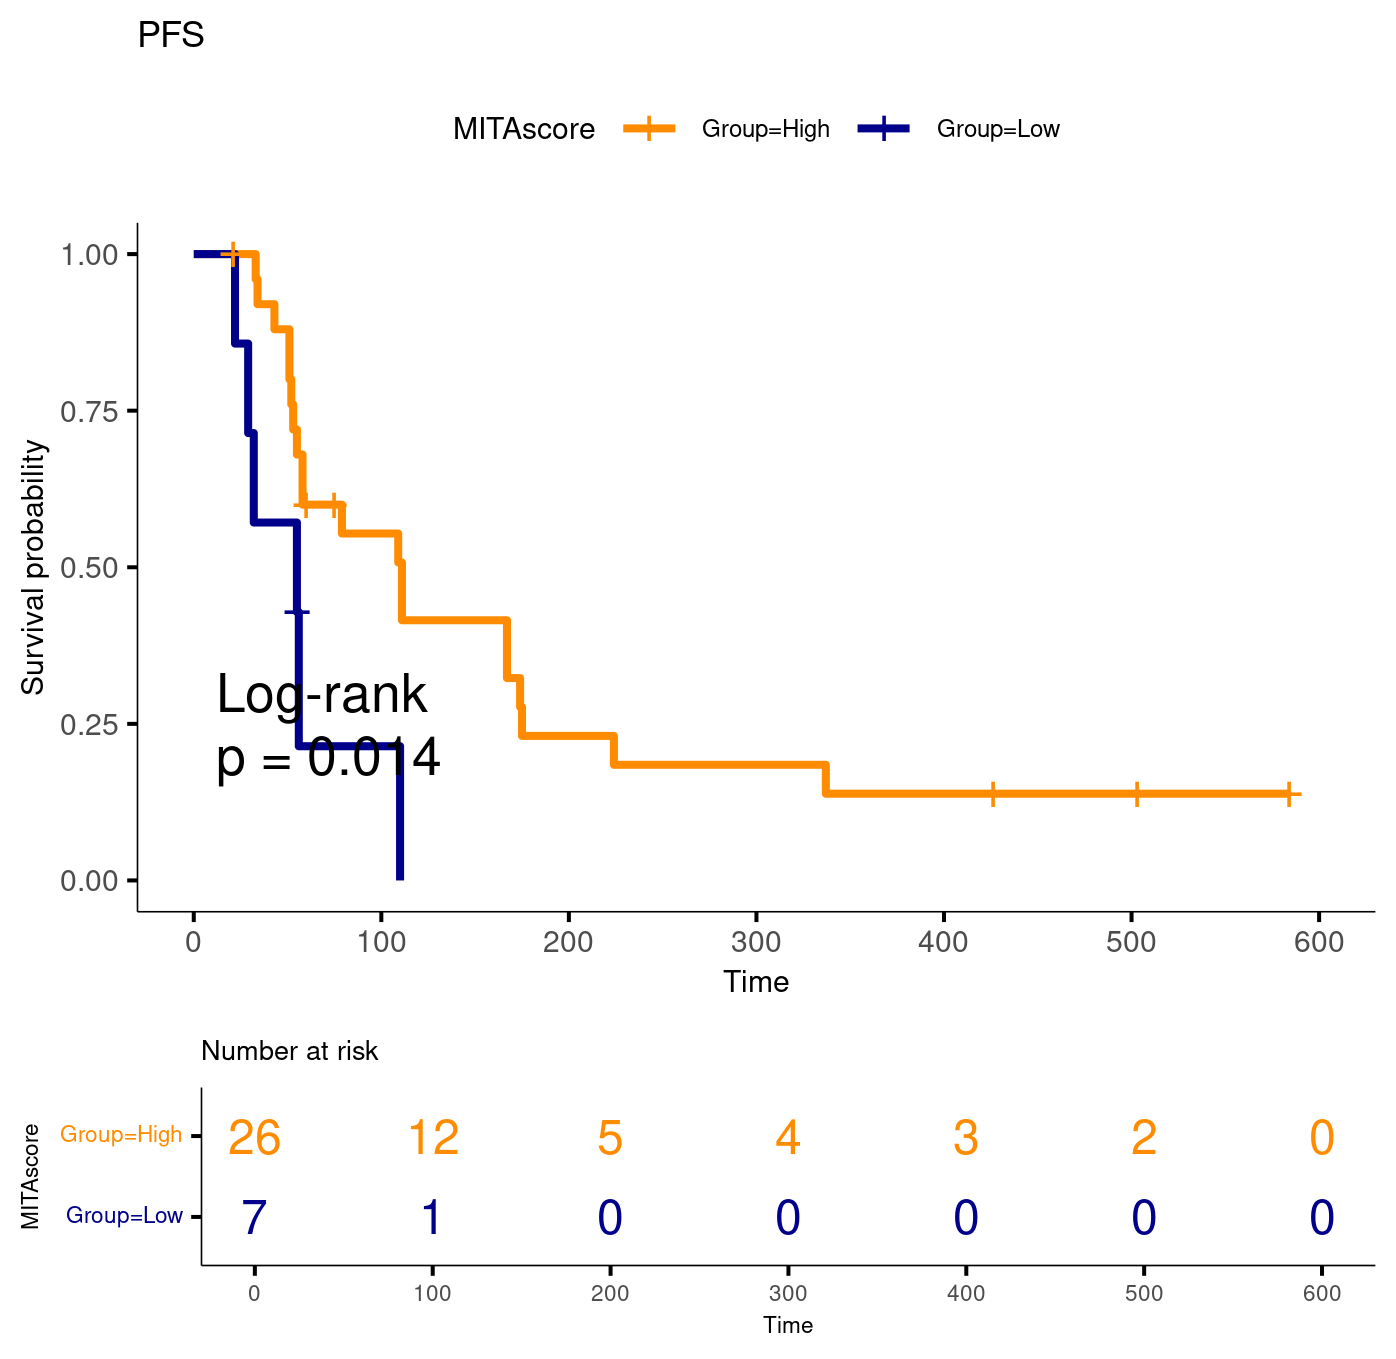 PFS
MITAscore Group=High Group=Low
Survival probability
1.00
0.75
0.50
0.25
0.00
Log-rank
p = 0.014
0 100 200 300 400 500 600
Time
Number at risk
MITAscore
Group=High 26 12 5 4 3 2 0
Group=Low 7 1 0 0 0 0 0
0 100 200 300 400 500 600
Time